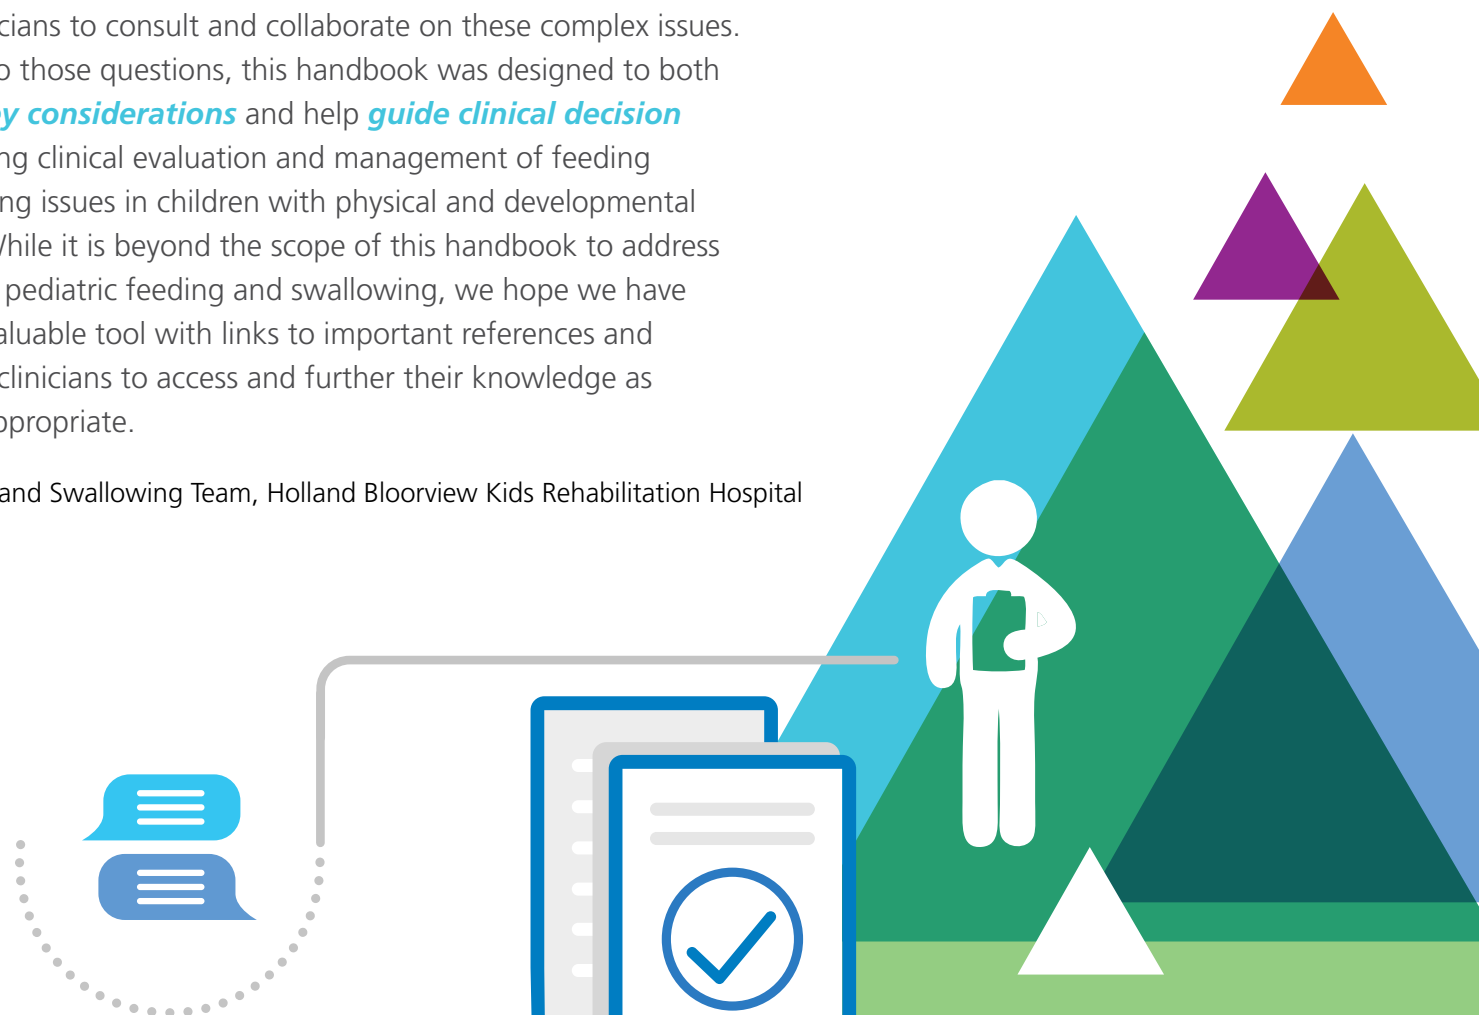 cians to consult and collaborate on these complex issues.
o those questions, this handbook was designed to both
y considerations and help guide clinical decision
ng clinical evaluation and management of feeding
ng issues in children with physical and developmental
While it is beyond the scope of this handbook to address
pediatric feeding and swallowing, we hope we have
aluable tool with links to important references and
clinicians to access and further their knowledge as
ppropriate.
and Swallowing Team, Holland Bloorview Kids Rehabilitation Hospital